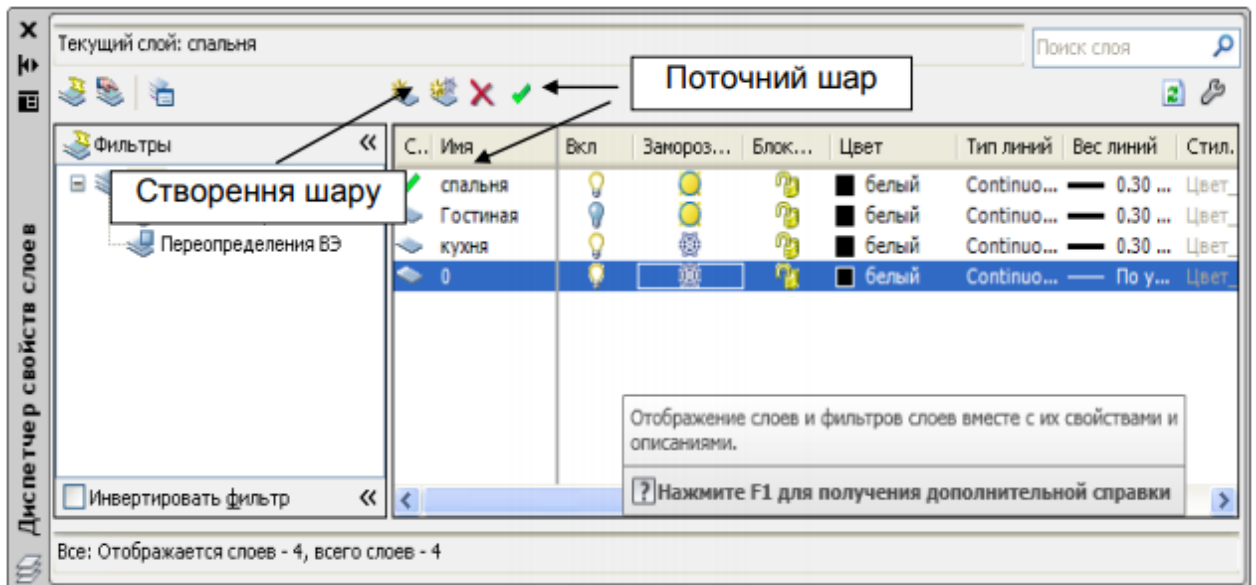 Текущий слой: спальня
Поиск слоя
Поточний шар
Фильтры
С.. Имя Вкл Замороз... Блок... Цвет Тип линий Вес линий Стил.
Створення шару
спальня белый Continuo... 0.30 ... Цвет_
Гостиная белый Continuo... 0.30 ... Цвет_
Переопределения ВЭ
кухня белый Continuo... 0.30 ... Цвет_
0 белый Continuo... По у... Цвет_
Отображение слоев и фильтров слоев вместе с их свойствами и
описаниями.
? Нажмите F1 для получения дополнительной справки
Инвертировать фильтр
Все: Отображается слоев - 4, всего слоев - 4
Диспетчер свойств слоев